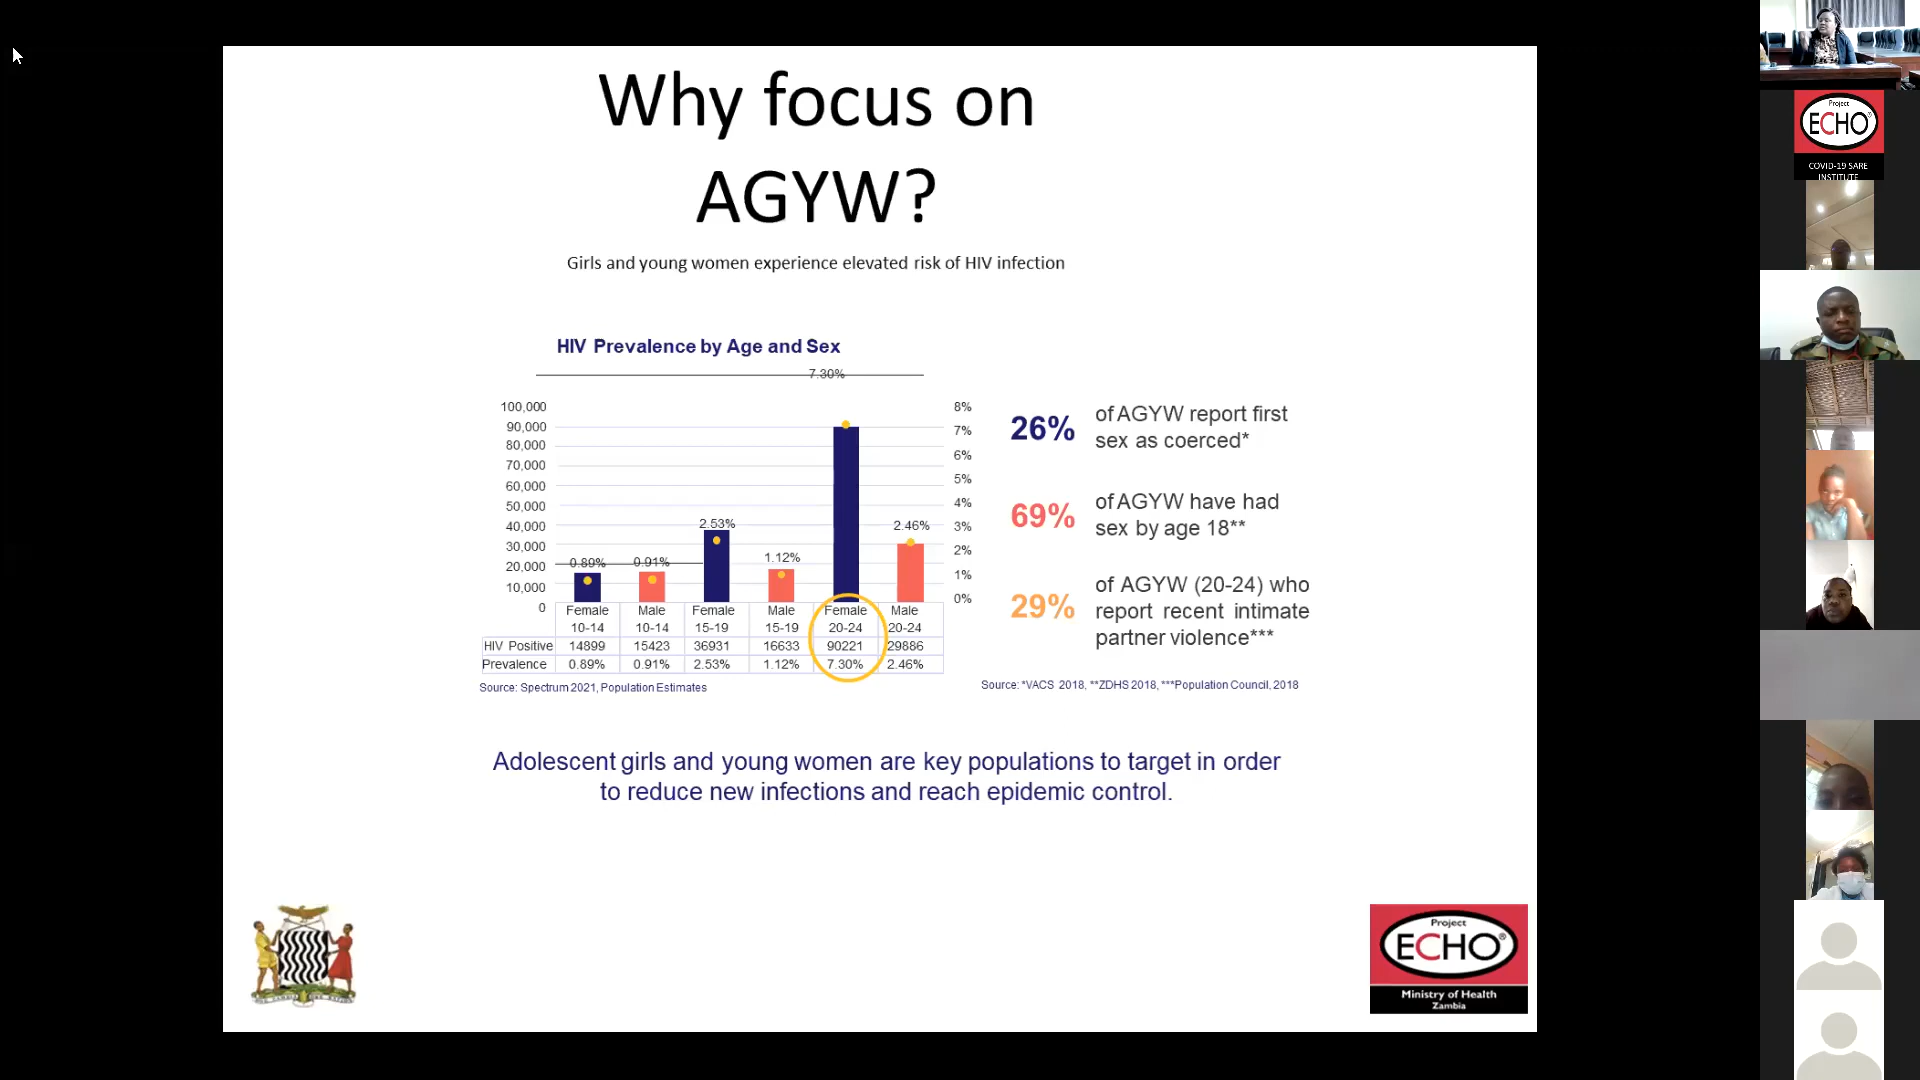 Why focus on
AGYW?
Girls and young women experience elevated risk of HIV infection
HIV Prevalence by Age and Sex
7.30%
100,000
90,000
80,000
70,000
60,000
50,000
40,000
30,000
20,000
10,000
0
0.89%
0.91%
2.53%
1.12%
2.46%
8%
7%
6%
5%
4%
3%
2%
1%
0%
Female Male Female Male Female Male
10-14 10-14 15-19 15-19 20-24 20-24
HIV Positive 14899 15423 36931 16633 90221 29886
Prevalence 0.89% 0.91% 2.53% 1.12% 7.30% 2.46%
Source: Spectrum 2021, Population Estimates
26% of AGYW report first
sex as coerced*
69% of AGYW have had
sex by age 18**
29% of AGYW (20-24) who
report recent intimate
partner violence***
Source: *VACS 2018, **ZDHS 2018, ***Population Council, 2018
Adolescent girls and young women are key populations to target in order
to reduce new infections and reach epidemic control.
Project
ECHO®
Ministry of Health
Zambia
Project
ECHO®
COVID-19 SARE
INSTITUTE